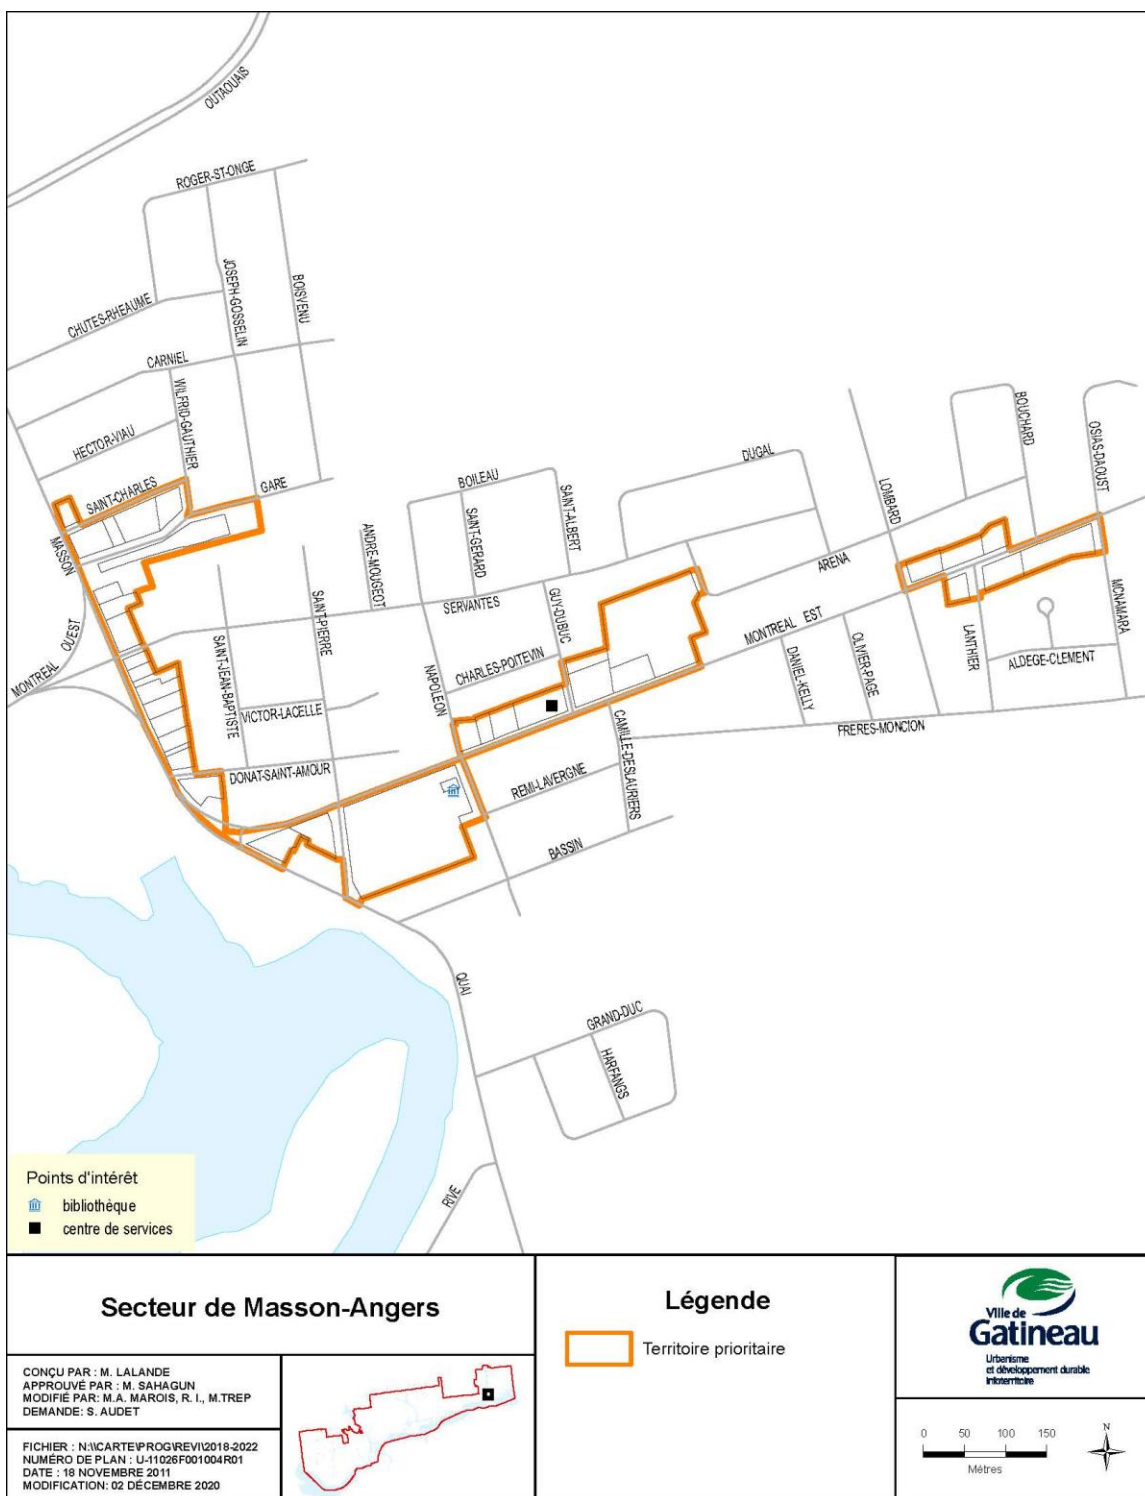 OUTAOUAIS
ROGER-ST-ONGE
JOSEPH-GOSSELIN
BOISVENU
CHUTES-RHEAUME
CARNIEL
WILFRID-GAUTHIER
HECTOR-VIAU
SAINT-CHARLES
GARE
MASSON
MONTREAL OUEST
ANDRE-MOUGEOT
SAINT-PIERRE
SERVANTES
SAINT-JEAN-BAPTISTE
VICTOR-LACELLE
DONAT-SAINT-AMOUR
BOILEAU
SAINT-GERARD
SAINT-ALBERT
GUY-DUBUC
CHARLES-POITEVIN
NAPOLEON
DUGAL
LOMBARD
BOUCHARD
OSIAS-DAOUST
ARENA
MONTREAL EST
DANIEL-KELLY
OLIVIER-PAGE
LANTHIER
ALDEGE-CLEMENT
MCNAMARA
FRERES-MONCION
CAMILLE-DESLAURIERS
REMI-LAVERGNE
BASSIN
QUAI
GRAND-DUC
HARFANGS
RIVE
Points d'intérêt
bibliothèque
centre de services
Secteur de Masson-Angers
CONÇU PAR : M. LALANDE
APPROUVÉ PAR : M. SAHAGUN
MODIFIÉ PAR: M.A. MAROIS, R. I., M.TREP
DEMANDE: S. AUDET
FICHIER : N:\\CARTE\PROG\REVI\2018-2022
NUMÉRO DE PLAN : U-11026F001004R01
DATE : 18 NOVEMBRE 2011
MODIFICATION: 02 DÉCEMBRE 2020
Légende
Territoire prioritaire
Ville de
Gatineau
Urbanisme
et développement durable
Infoterritoire
0 50 100 150
Mètres
N